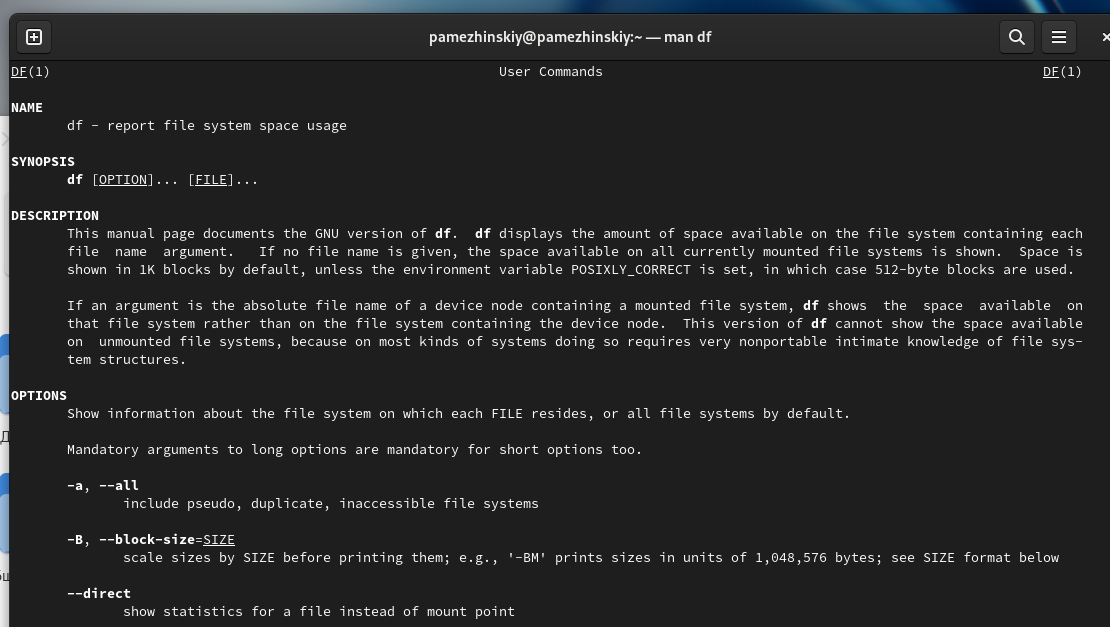 pamezhinskiy@pamezhinskiy:~ — man df
DF(1) User Commands DF(1)
NAME
df - report file system space usage
SYNOPSIS
df [OPTION]... [FILE]...
DESCRIPTION
This manual page documents the GNU version of df.  df displays the amount of space available on the file system containing each
file  name  argument.   If no file name is given, the space available on all currently mounted file systems is shown.  Space is
shown in 1K blocks by default, unless the environment variable POSIXLY_CORRECT is set, in which case 512-byte blocks are used.
If an argument is the absolute file name of a device node containing a mounted file system, df shows  the  space  available  on
that file system rather than on the file system containing the device node.  This version of df cannot show the space available
on  unmounted file systems, because on most kinds of systems doing so requires very nonportable intimate knowledge of file sys-
tem structures.
OPTIONS
Show information about the file system on which each FILE resides, or all file systems by default.
Mandatory arguments to long options are mandatory for short options too.
-a, --all
include pseudo, duplicate, inaccessible file systems
-B, --block-size=SIZE
scale sizes by SIZE before printing them; e.g., '-BM' prints sizes in units of 1,048,576 bytes; see SIZE format below
--direct
show statistics for a file instead of mount point